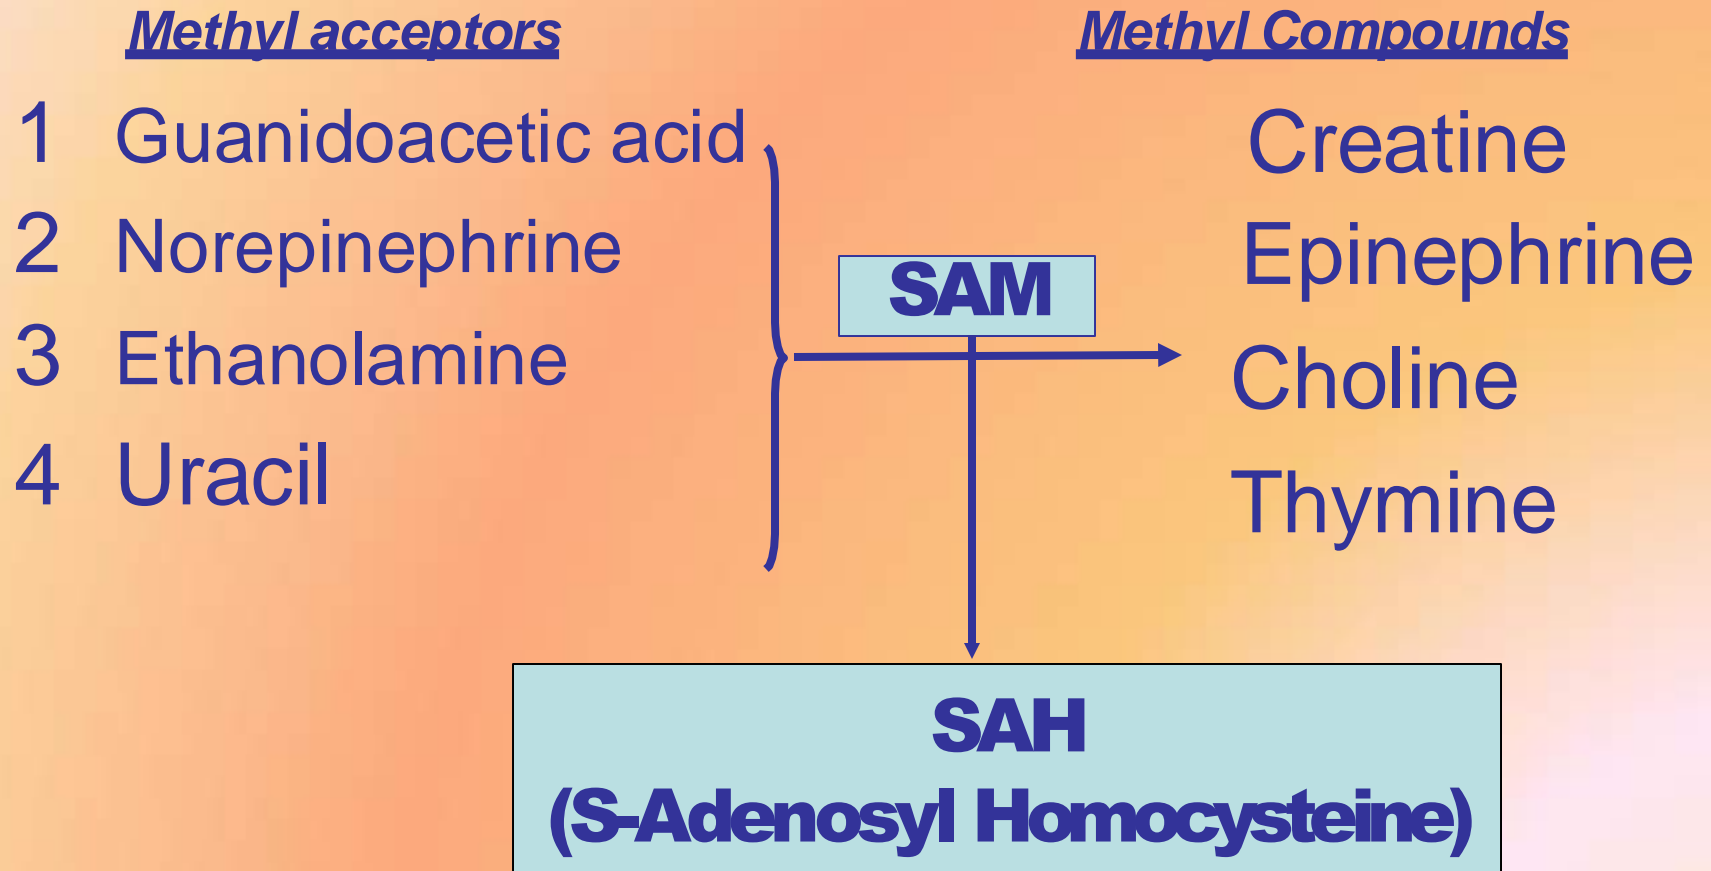 Methyl acceptors
Methyl Compounds
1 Guanidoacetic acid
Creatine
2 Norepinephrine
Epinephrine
SAM
3 Ethanolamine
Choline
4 Uracil
Thymine
SAH
(S-Adenosyl Homocysteine)